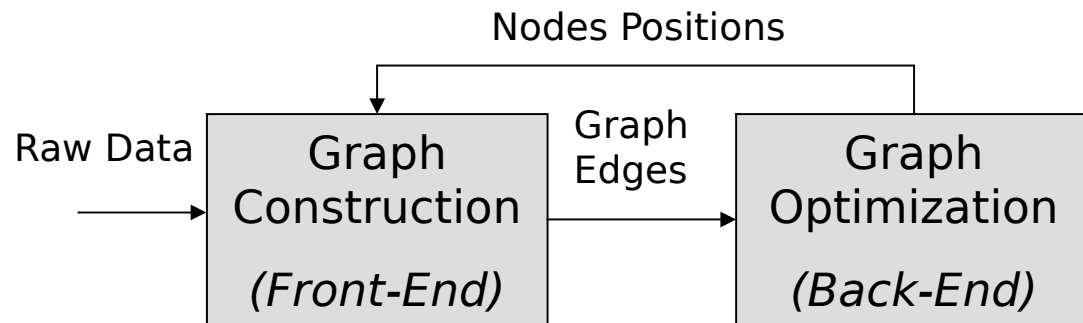 Nodes Positions
Raw Data
Graph
Construction
(Front-End)
Graph
Edges
Graph
Optimization
(Back-End)